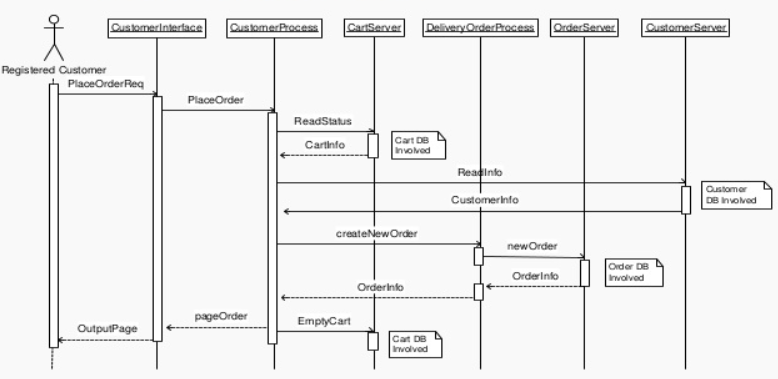 CustomerInterface
CustomerProcess
CartServer
DeliveryOrderProcess
OrderServer
CustomerServer
Registered Customer
PlaceOrderReq
PlaceOrder
ReadStatus
CartInfo
Cart DB
Involved
ReadInfo
Customer
DB Involved
CustomerInfo
createNewOrder
newOrder
Order DB
Involved
OrderInfo
OrderInfo
pageOrder
EmptyCart
OutputPage
Cart DB
Involved